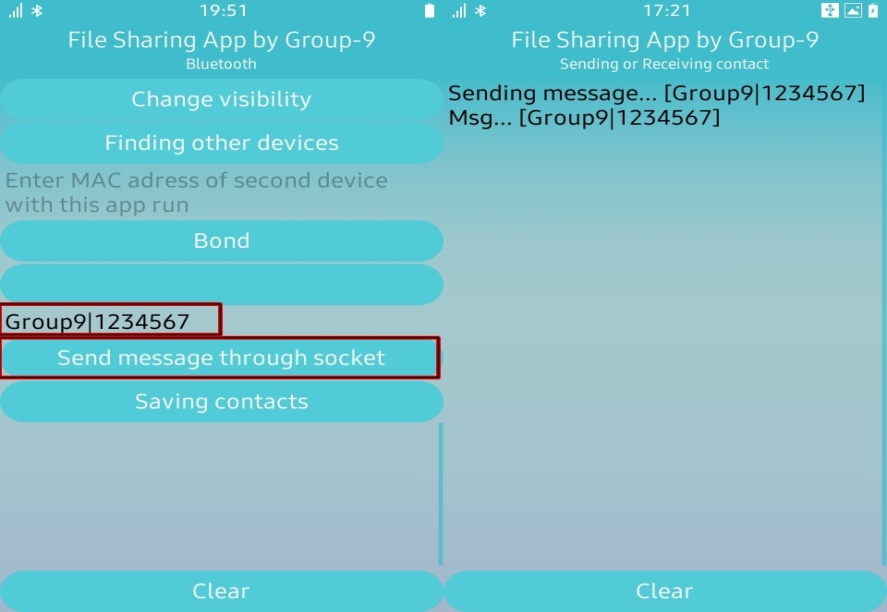 19:51
File Sharing App by Group-9
Bluetooth
Change visibility
Finding other devices
Enter MAC adress of second device
with this app run
Bond
Group9|1234567
Send message through socket
Saving contacts
Clear
17:21
File Sharing App by Group-9
Sending or Receiving contact
Sending message... [Group9|1234567]
Msg... [Group9|1234567]
Clear